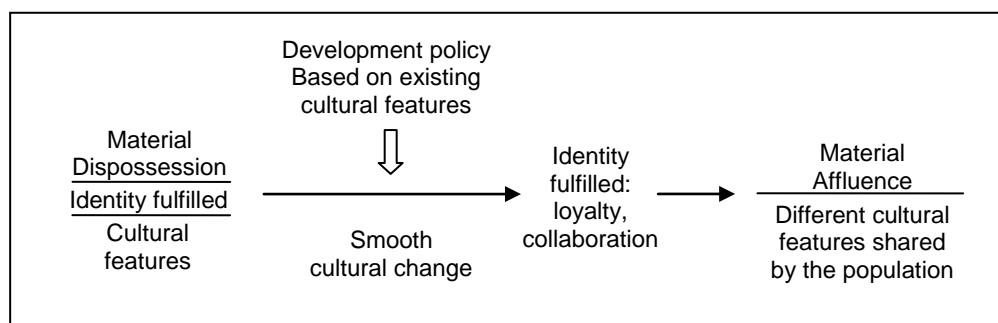 Development policy
Based on existing
cultural features
Material
Dispossession
Identity fulfilled
Cultural
features
Smooth
cultural change
Identity
fulfilled:
loyalty,
collaboration
Material
Affluence
Different cultural
features shared
by the population